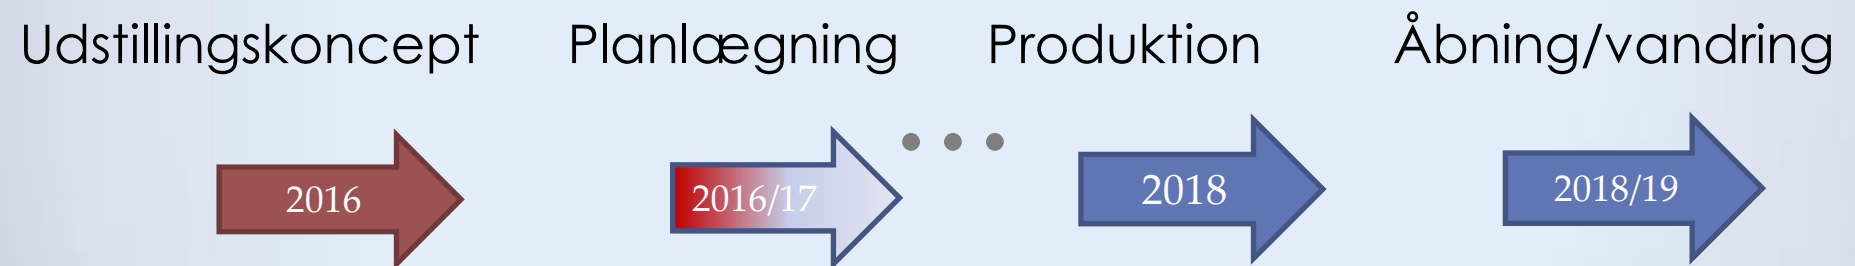 Udstillingskoncept Planlægning Produktion Åbning/vandring
2016 2016/17 2018 2018/19